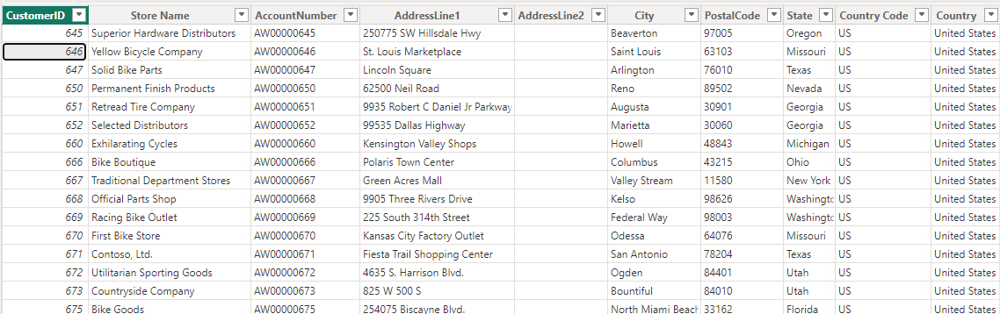 CustomerID Store Name AccountNumber AddressLine1 AddressLine2 City PostalCode State Country Code Country
645 Superior Hardware Distributors AW00000645 250775 SW Hillsdale Hwy Beaverton 97005 Oregon US United States
646 Yellow Bicycle Company AW00000646 St. Louis Marketplace Saint Louis 63103 Missouri US United States
647 Solid Bike Parts AW00000647 Lincoln Square Arlington 76010 Texas US United States
650 Permanent Finish Products AW00000650 62500 Neil Road Reno 89502 Nevada US United States
651 Retread Tire Company AW00000651 9935 Robert C Daniel Jr Parkway Augusta 30901 Georgia US United States
652 Selected Distributors AW00000652 99535 Dallas Highway Marietta 30060 Georgia US United States
660 Exhilarating Cycles AW00000660 Kensington Valley Shops Howell 48843 Michigan US United States
666 Bike Boutique AW00000666 Polaris Town Center Columbus 43215 Ohio US United States
667 Traditional Department Stores AW00000667 Green Acres Mall Valley Stream 11580 New York US United States
668 Official Parts Shop AW00000668 9905 Three Rivers Drive Kelso 98626 Washingto US United States
669 Racing Bike Outlet AW00000669 225 South 314th Street Federal Way 98003 Washingto US United States
670 First Bike Store AW00000670 Kansas City Factory Outlet Odessa 64076 Missouri US United States
671 Contoso, Ltd. AW00000671 Fiesta Trail Shopping Center San Antonio 78204 Texas US United States
672 Utilitarian Sporting Goods AW00000672 4635 S. Harrison Blvd. Ogden 84401 Utah US United States
673 Countryside Company AW00000673 825 W 500 S Bountiful 84010 Utah US United States
675 Bike Goods AW00000675 254075 Biscayne Blvd. North Miami Beach 33162 Florida US United States